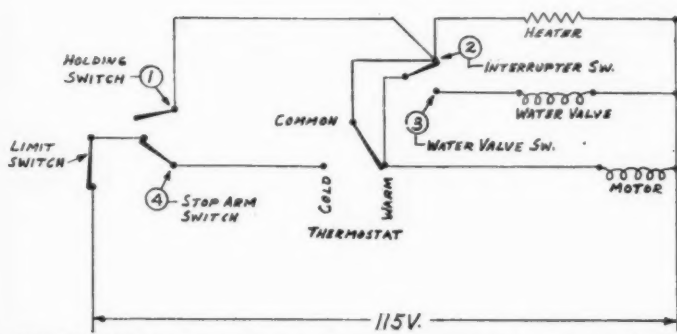 HOLDING
SWITCH
1
2
HEATER
INTERRUPTER SW.
COMMON
3
WATER VALVE
WATER VALVE SW.
LIMIT
SWITCH
4
STOP ARM
SWITCH
COLD
WARM
THERMOSTAT
MOTOR
115V.